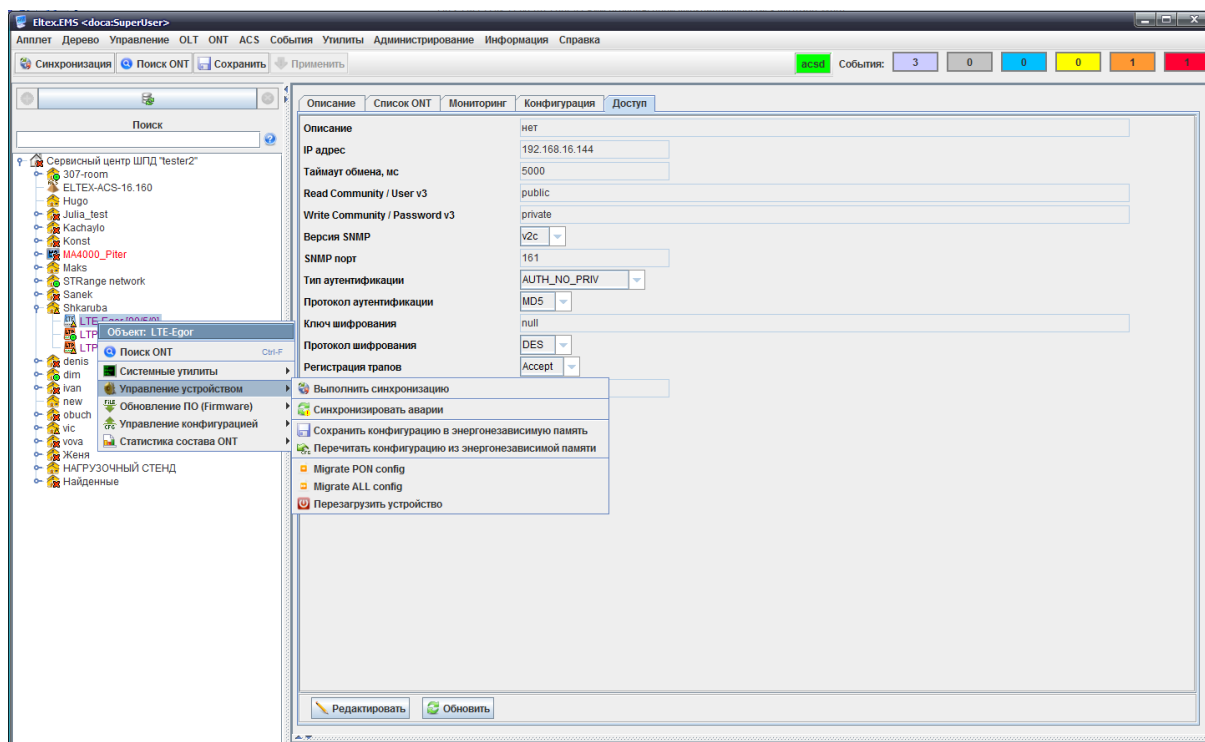 Eltex.EMS <doca:SuperUser>
Апплет Дерево Управление OLT ONT ACS События Утилиты Администрирование Информация Справка
Синхронизация Поиск ONT Сохранить Применить acsd События: 3 0 0 0 1 1
Описание Список ONT Мониторинг Конфигурация Доступ
Поиск
Сервисный центр ШПД "tester2"
307-room
ELTEX-ACS-16.160
Hugo
Julia_test
Kachaylo
Konst
MA4000_Piter
Maks
STRange network
Sanek
Shkaruba
LTE-Egor
LTP
LTP
denis
dim
ivan
new
obuch
vic
vova
Женя
НАГРУЗОЧНЫЙ СТЕНД
Найденные
Объект: LTE-Egor
Поиск ONT Ctrl-F
Системные утилиты
Управление устройством
Обновление ПО (Firmware)
Управление конфигурацией
Статистика состава ONT
Выполнить синхронизацию
Синхронизировать аварии
Сохранить конфигурацию в энергонезависимую память
Перечитать конфигурацию из энергонезависимой памяти
Migrate PON config
Migrate ALL config
Перезагрузить устройство
Описание нет
IP адрес 192.168.16.144
Таймаут обмена, мс 5000
Read Community / User v3 public
Write Community / Password v3 private
Версия SNMP v2c
SNMP порт 161
Тип аутентификации AUTH_NO_PRIV
Протокол аутентификации MD5
Ключ шифрования null
Протокол шифрования DES
Регистрация трапов Accept
Редактировать Обновить